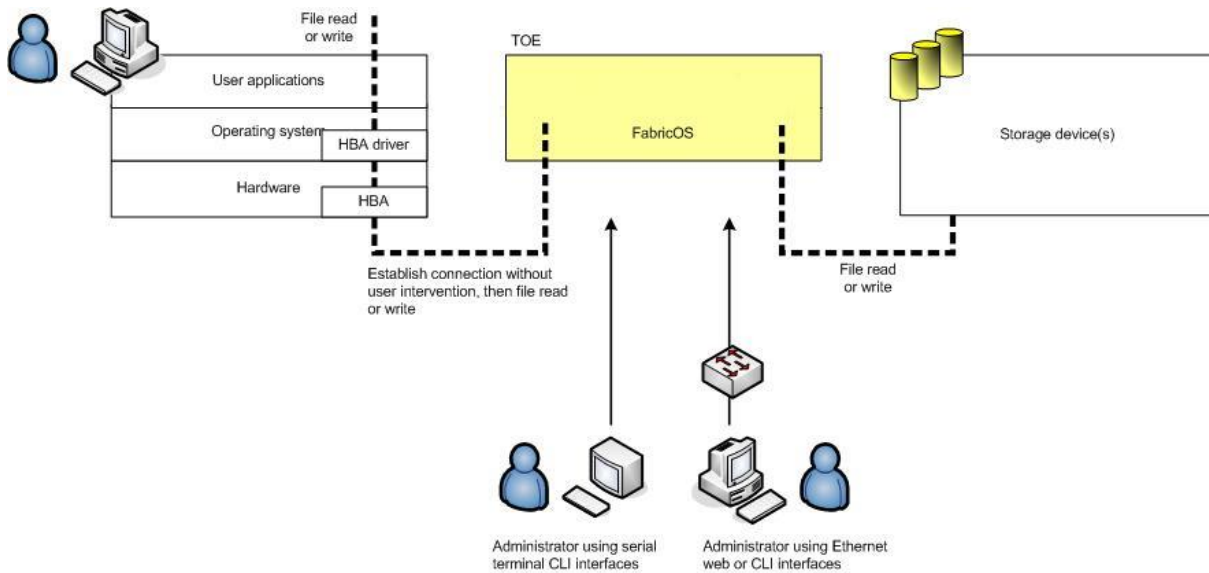 File read
or write
TOE
User applications
Operating system
HBA driver
FabricOS
Storage device(s)
Hardware
HBA
Establish connection without
user intervention, then file read
or write
File read
or write
Administrator using serial
terminal CLI interfaces
Administrator using Ethernet
web or CLI interfaces